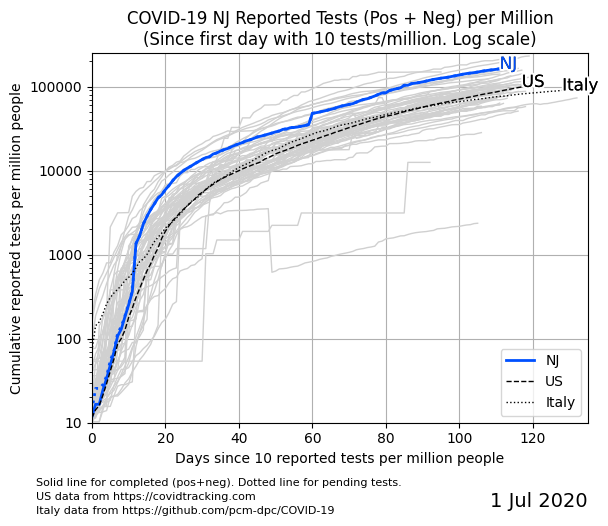 COVID-19 NJ Reported Tests (Pos + Neg) per Million
(Since first day with 10 tests/million. Log scale)
Cumulative reported tests per million people
100000
10000
1000
100
10
NJ
US
Italy
NJ
US
Italy
0 20 40 60 80 100 120
Days since 10 reported tests per million people
Solid line for completed (pos+neg). Dotted line for pending tests.
US data from https://covidtracking.com
Italy data from https://github.com/pcm-dpc/COVID-19
1 Jul 2020